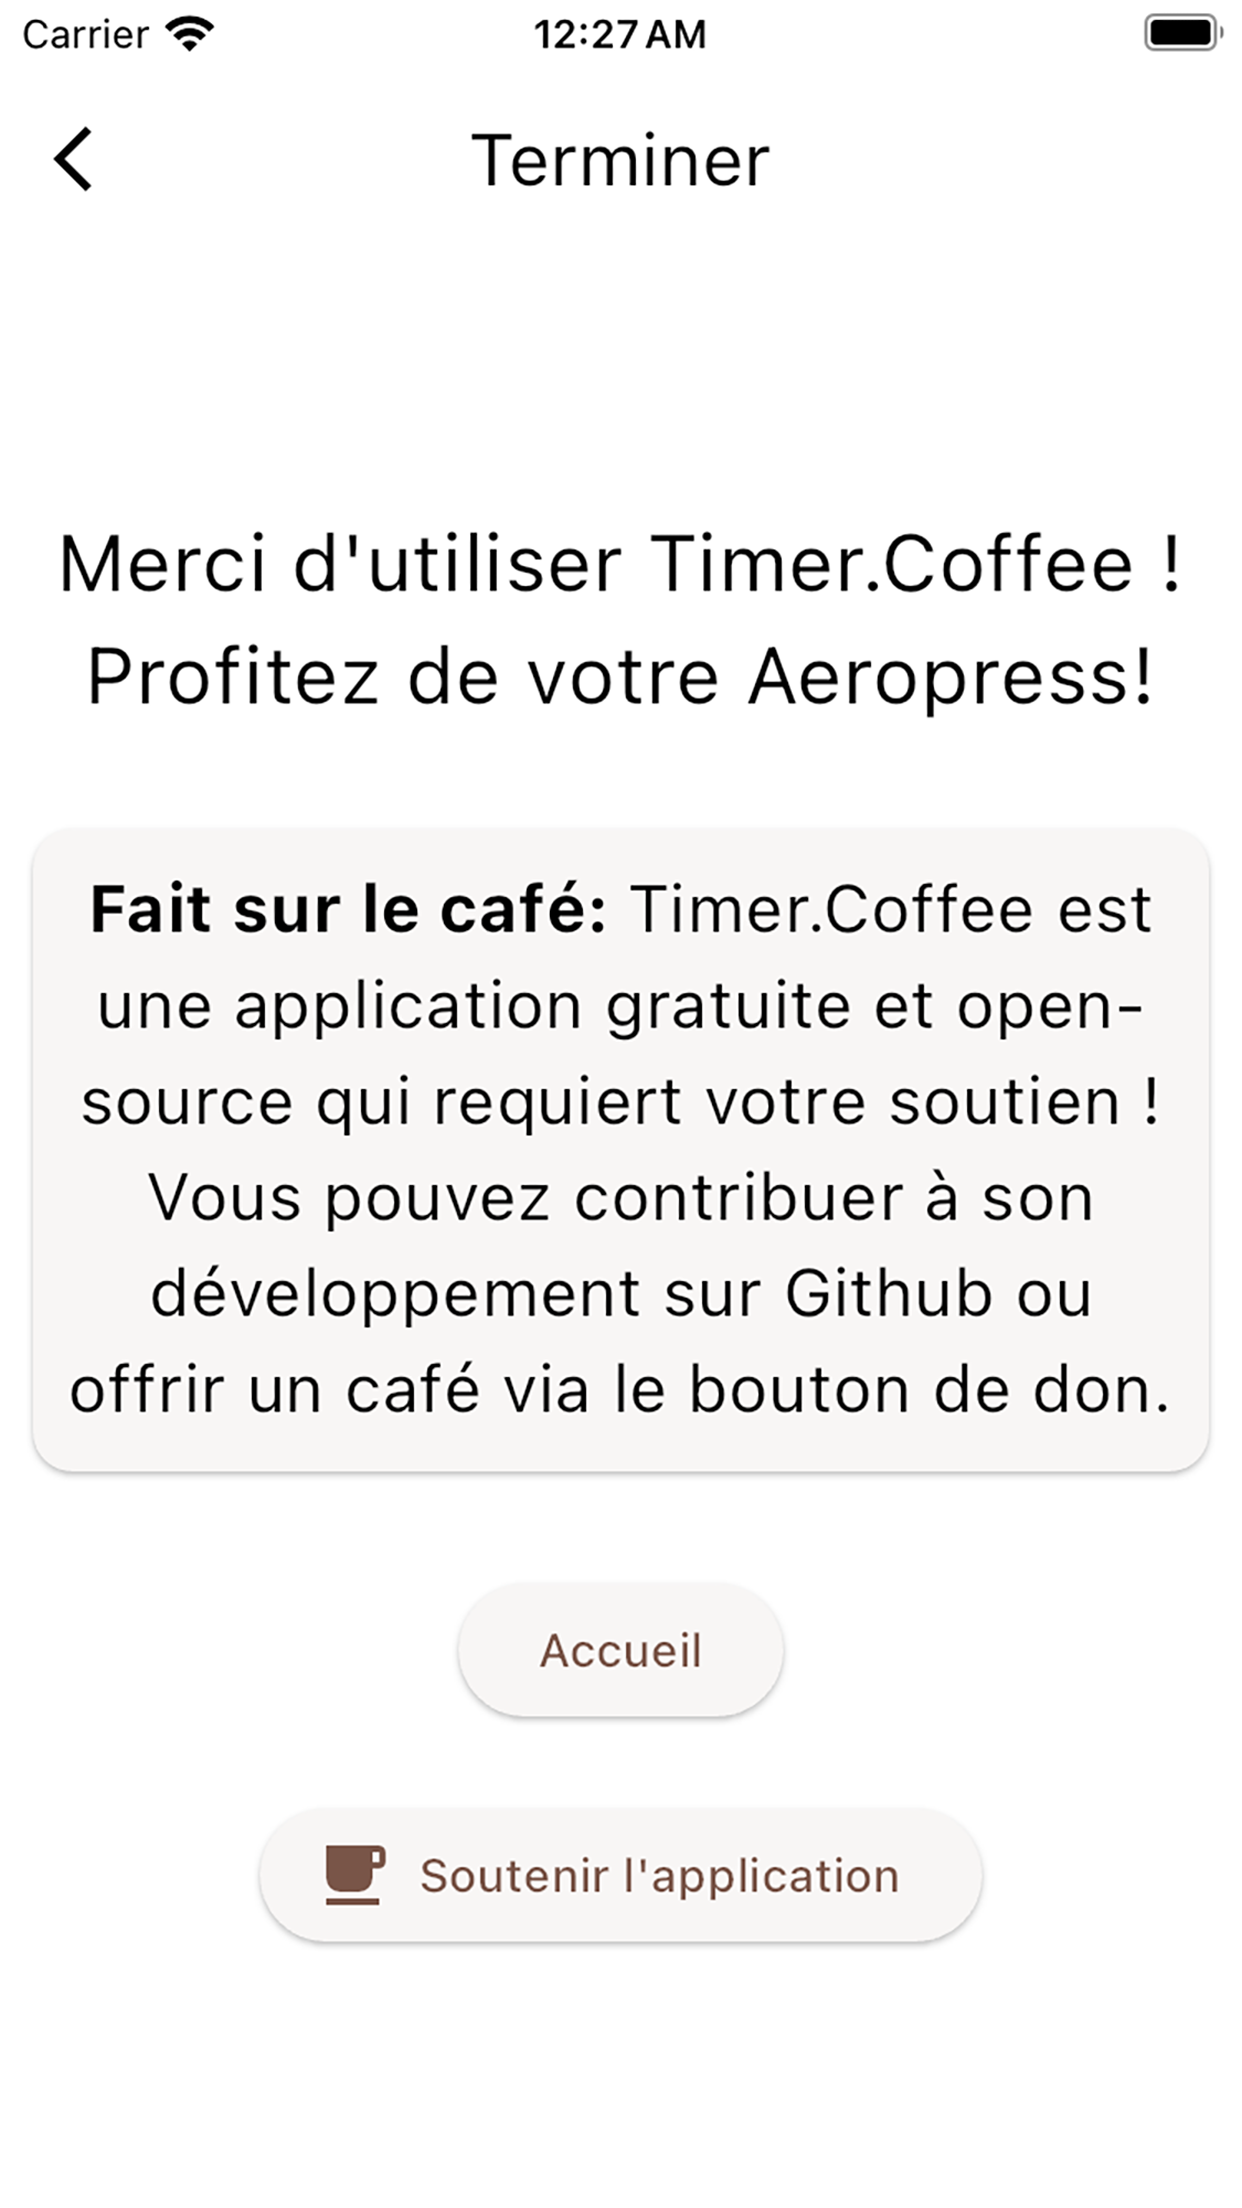 Carrier 12:27 AM
Terminer
Merci d'utiliser Timer.Coffee !
Profitez de votre Aeropress!
Fait sur le café: Timer.Coffee est
une application gratuite et open-
source qui requiert votre soutien !
Vous pouvez contribuer à son
développement sur Github ou
offrir un café via le bouton de don.
Accueil
Soutenir l'application